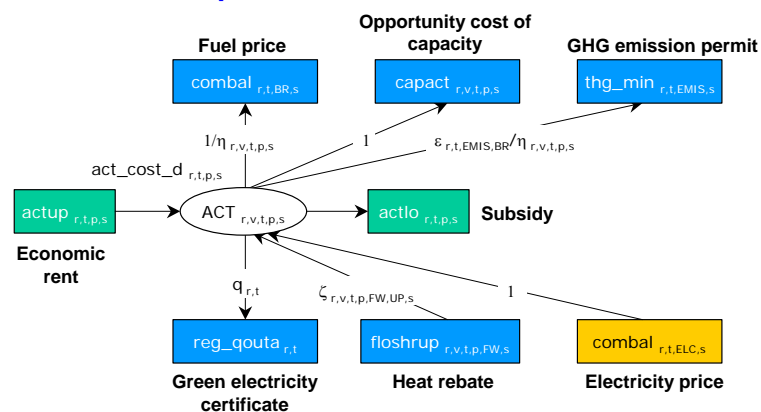 Fuel price
Opportunity cost of
capacity
GHG emission permit
combal r,t,BR,s
capact r,v,t,p,s
thg_min r,t,EMIS,s
1/η r,v,t,p,s
1
ε r,t,EMIS,BR/η r,v,t,p,s
act_cost_d r,t,p,s
actup r,t,p,s
ACT r,v,t,p,s
actlo r,t,p,s
Subsidy
Economic
rent
q r,t
ζ r,v,t,p,FW,UP,s
1
reg_qouta r,t
floshrup r,v,t,p,FW,s
combal r,t,ELC,s
Green electricity
certificate
Heat rebate
Electricity price